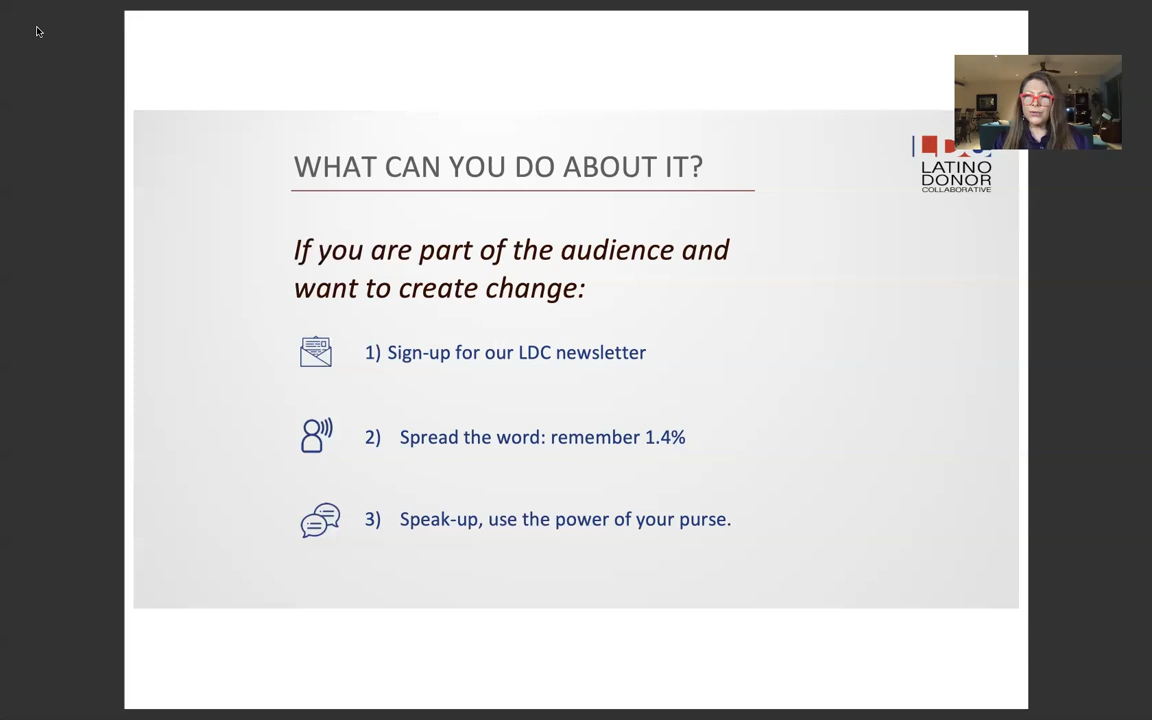 WHAT CAN YOU DO ABOUT IT?
LATINO
DONOR
COLLABORATIVE
If you are part of the audience and
want to create change:
1) Sign-up for our LDC newsletter
2) Spread the word: remember 1.4%
3) Speak-up, use the power of your purse.